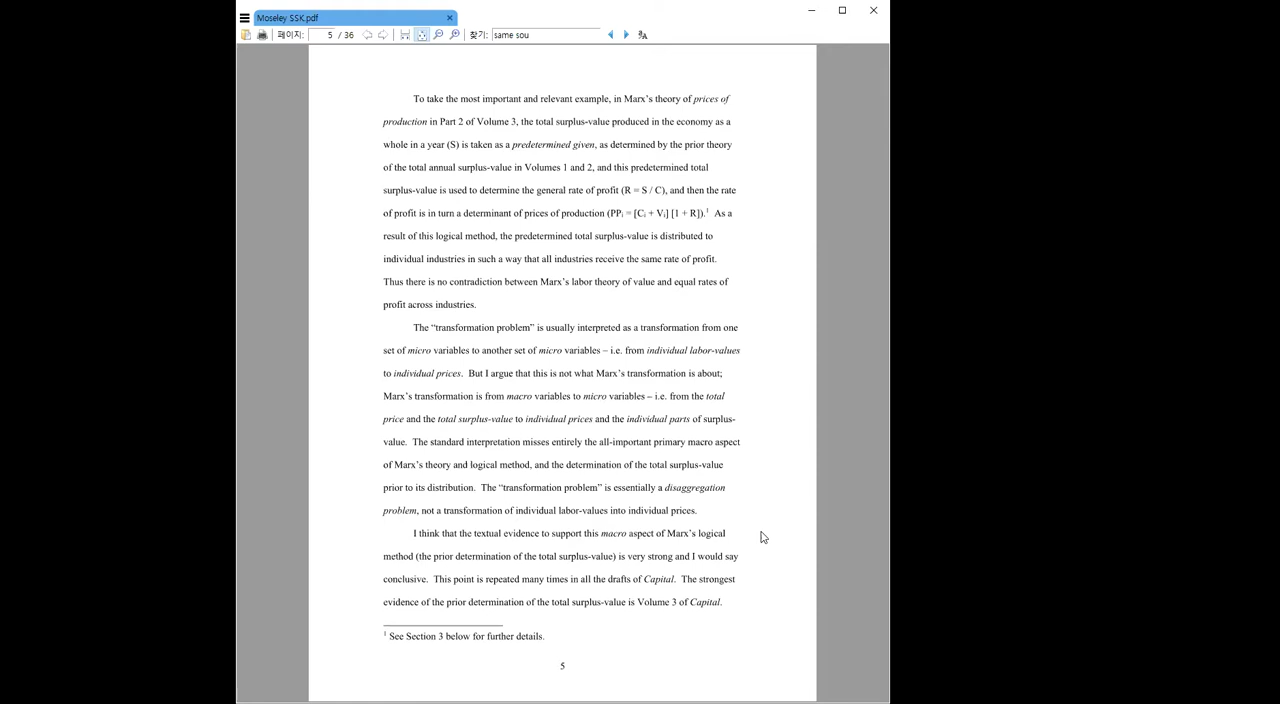 Moseley SSK.pdf
페이지: 5 / 36 찾기: same sou
To take the most important and relevant example, in Marx's theory of prices of
production in Part 2 of Volume 3, the total surplus-value produced in the economy as a
whole in a year (S) is taken as a predetermined given, as determined by the prior theory
of the total annual surplus-value in Volumes 1 and 2, and this predetermined total
surplus-value is used to determine the general rate of profit (R = S / C), and then the rate
of profit is in turn a determinant of prices of production (PPᵢ = [Cᵢ + Vᵢ] [1 + R]).¹ As a
result of this logical method, the predetermined total surplus-value is distributed to
individual industries in such a way that all industries receive the same rate of profit.
Thus there is no contradiction between Marx's labor theory of value and equal rates of
profit across industries.
The “transformation problem” is usually interpreted as a transformation from one
set of micro variables to another set of micro variables – i.e. from individual labor-values
to individual prices. But I argue that this is not what Marx's transformation is about;
Marx's transformation is from macro variables to micro variables – i.e. from the total
price and the total surplus-value to individual prices and the individual parts of surplus-
value. The standard interpretation misses entirely the all-important primary macro aspect
of Marx's theory and logical method, and the determination of the total surplus-value
prior to its distribution. The “transformation problem” is essentially a disaggregation
problem, not a transformation of individual labor-values into individual prices.
I think that the textual evidence to support this macro aspect of Marx's logical
method (the prior determination of the total surplus-value) is very strong and I would say
conclusive. This point is repeated many times in all the drafts of Capital. The strongest
evidence of the prior determination of the total surplus-value is Volume 3 of Capital.
¹ See Section 3 below for further details.
5